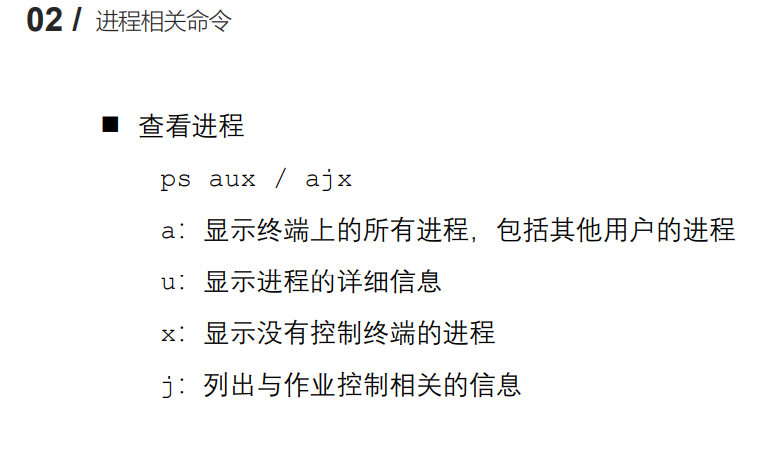 02 / 进程相关命令
■ 查看进程
ps aux / ajx
a：显示终端上的所有进程，包括其他用户的进程
u：显示进程的详细信息
x：显示没有控制终端的进程
j：列出与作业控制相关的信息